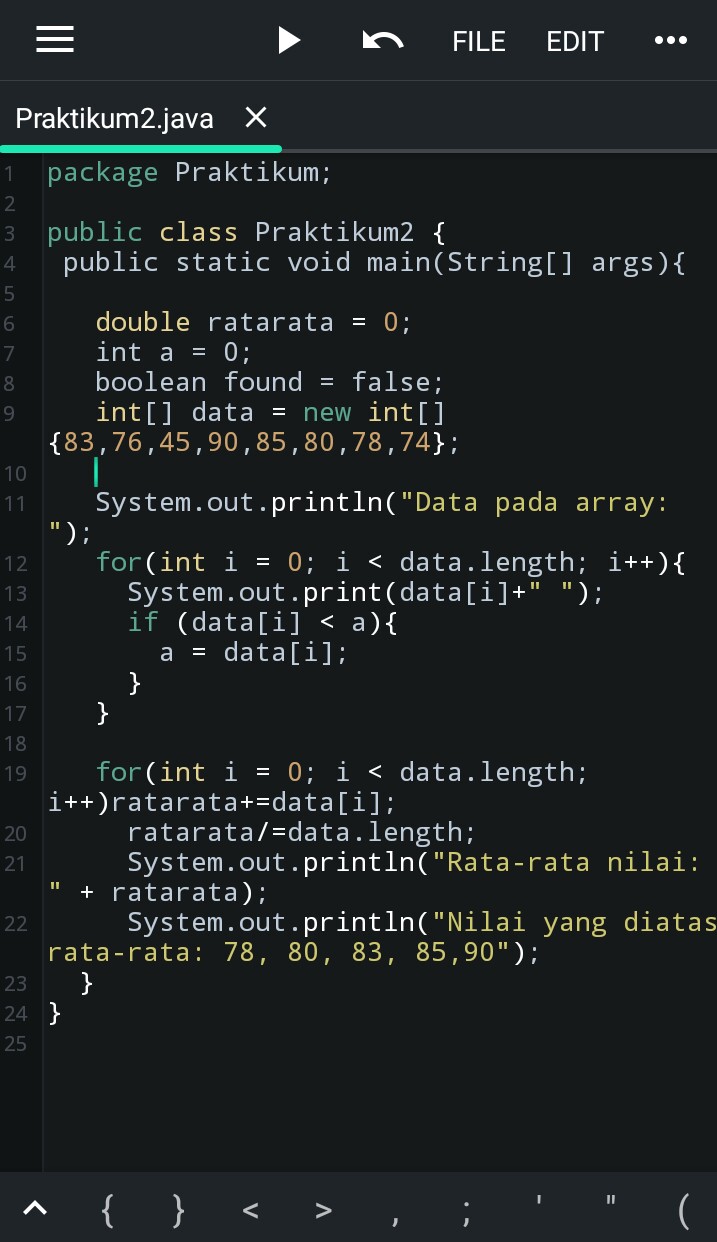 FILE EDIT
Praktikum2.java
1 package Praktikum;
2
3 public class Praktikum2 {
4 public static void main(String[] args){
5
6 double ratarata = 0;
7 int a = 0;
8 boolean found = false;
9 int[] data = new int[]
{83,76,45,90,85,80,78,74};
10
11 System.out.println("Data pada array:
");
12 for(int i = 0; i < data.length; i++){
13 System.out.print(data[i]+" ");
14 if (data[i] < a){
15 a = data[i];
16 }
17 }
18
19 for(int i = 0; i < data.length;
i++)ratarata+=data[i];
20 ratarata/=data.length;
21 System.out.println("Rata-rata nilai:
" + ratarata);
22 System.out.println("Nilai yang diatas
rata-rata: 78, 80, 83, 85,90");
23 }
24 }
25
{ } < > , ; ' " (